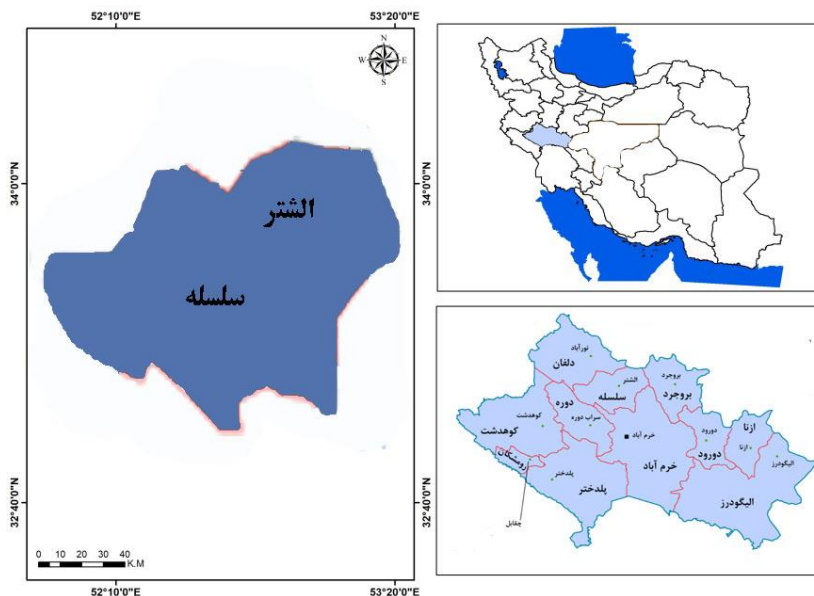 52°10'0"E
53°20'0"E
N
W E
S
34°0'0"N
34°0'0"N
الشتر
سلسله
32°40'0"N
32°40'0"N
0 5 10 20 30 40
K.M
52°10'0"E
53°20'0"E
نورآباد
دلفان
الشتر
سلسله
بروجرد
بروجرد
دوره
سراب دوره
کوهدشت
کوهدشت
خرم آباد
خرم آباد
دورود
دورود
ازنا
ازنا
الیگودرز
الیگودرز
رومشکان
چقابل
پلدختر
پلدختر